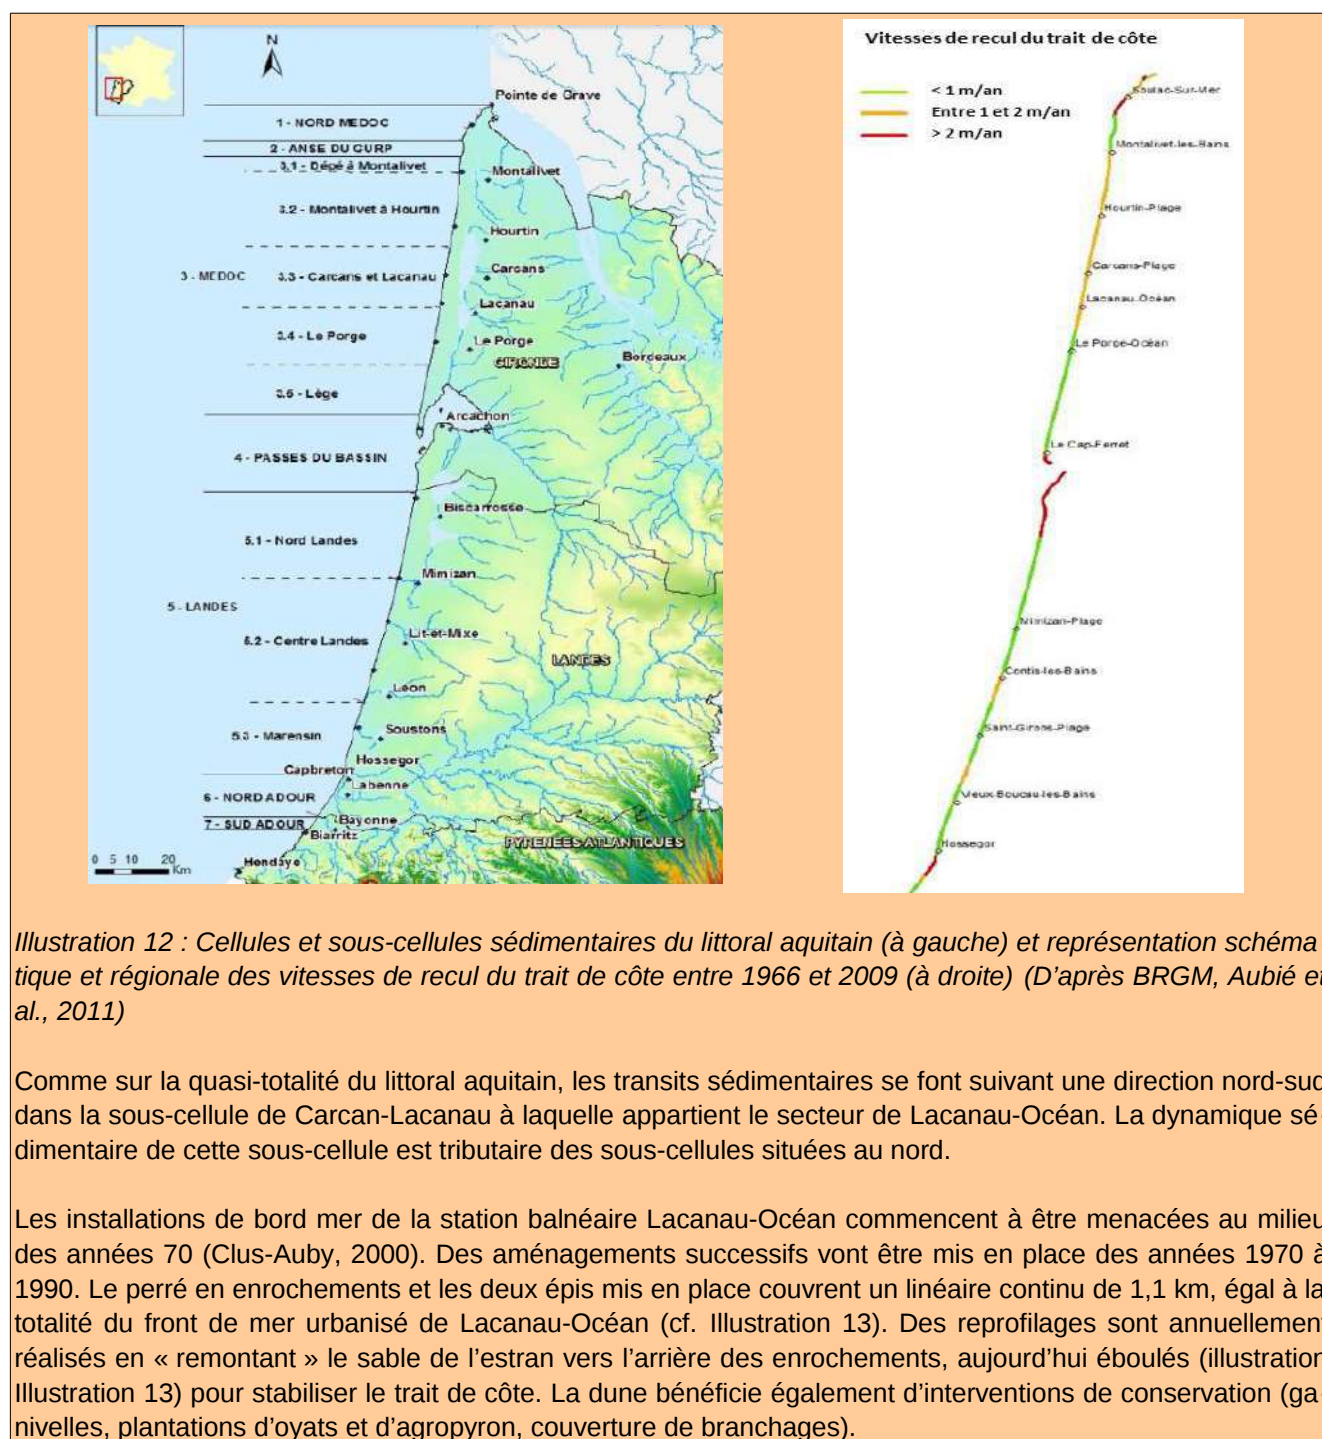 N
Pointe de Grave
1 - NORD MEDOC
2 - ANSE DU GURP
3.1 - Dépé à Montalivet
Montalivet
3.2 - Montalivet à Hourtin
Hourtin
3 - MEDOC
3.3 - Carcans et Lacanau
Carcans
Lacanau
3.4 - Le Porge
Le Porge
GIRONDE
Bordeaux
3.5 - Lège
Arcachon
4 - PASSES DU BASSIN
Biscarrosse
5.1 - Nord Landes
Mimizan
5 - LANDES
5.2 - Centre Landes
Lit-et-Mixe
LANDES
Léon
5.3 - Marensin
Soustons
Hossegor
Capbreton
Labenne
6 - NORD ADOUR
7 - SUD ADOUR
Bayonne
Biarritz
PYRENEES-ATLANTIQUES
Hendaye
0 5 10 20
Km
Vitesses de recul du trait de côte
< 1 m/an
Entre 1 et 2 m/an
> 2 m/an
Soulac-Sur-Mer
Montalivet-les-Bains
Hourtin-Plage
Carcans-Plage
Lacanau-Océan
Le Porge-Océan
Le Cap-Ferret
Mimizan-Plage
Contis-les-Bains
Saint-Girons-Plage
Vieux-Boucau-les-Bains
Hossegor
Illustration 12 : Cellules et sous-cellules sédimentaires du littoral aquitain (à gauche) et représentation schéma
tique et régionale des vitesses de recul du trait de côte entre 1966 et 2009 (à droite) (D’après BRGM, Aubié et
al., 2011)
Comme sur la quasi-totalité du littoral aquitain, les transits sédimentaires se font suivant une direction nord-sud
dans la sous-cellule de Carcan-Lacanau à laquelle appartient le secteur de Lacanau-Océan. La dynamique sé-
dimentaire de cette sous-cellule est tributaire des sous-cellules situées au nord.
Les installations de bord mer de la station balnéaire Lacanau-Océan commencent à être menacées au milieu
des années 70 (Clus-Auby, 2000). Des aménagements successifs vont être mis en place des années 1970 à
1990. Le perré en enrochements et les deux épis mis en place couvrent un linéaire continu de 1,1 km, égal à la
totalité du front de mer urbanisé de Lacanau-Océan (cf. Illustration 13). Des reprofilages sont annuellement
réalisés en « remontant » le sable de l’estran vers l’arrière des enrochements, aujourd’hui éboulés (illustration
Illustration 13) pour stabiliser le trait de côte. La dune bénéficie également d’interventions de conservation (ga-
nivelles, plantations d’oyats et d’agropyron, couverture de branchages).